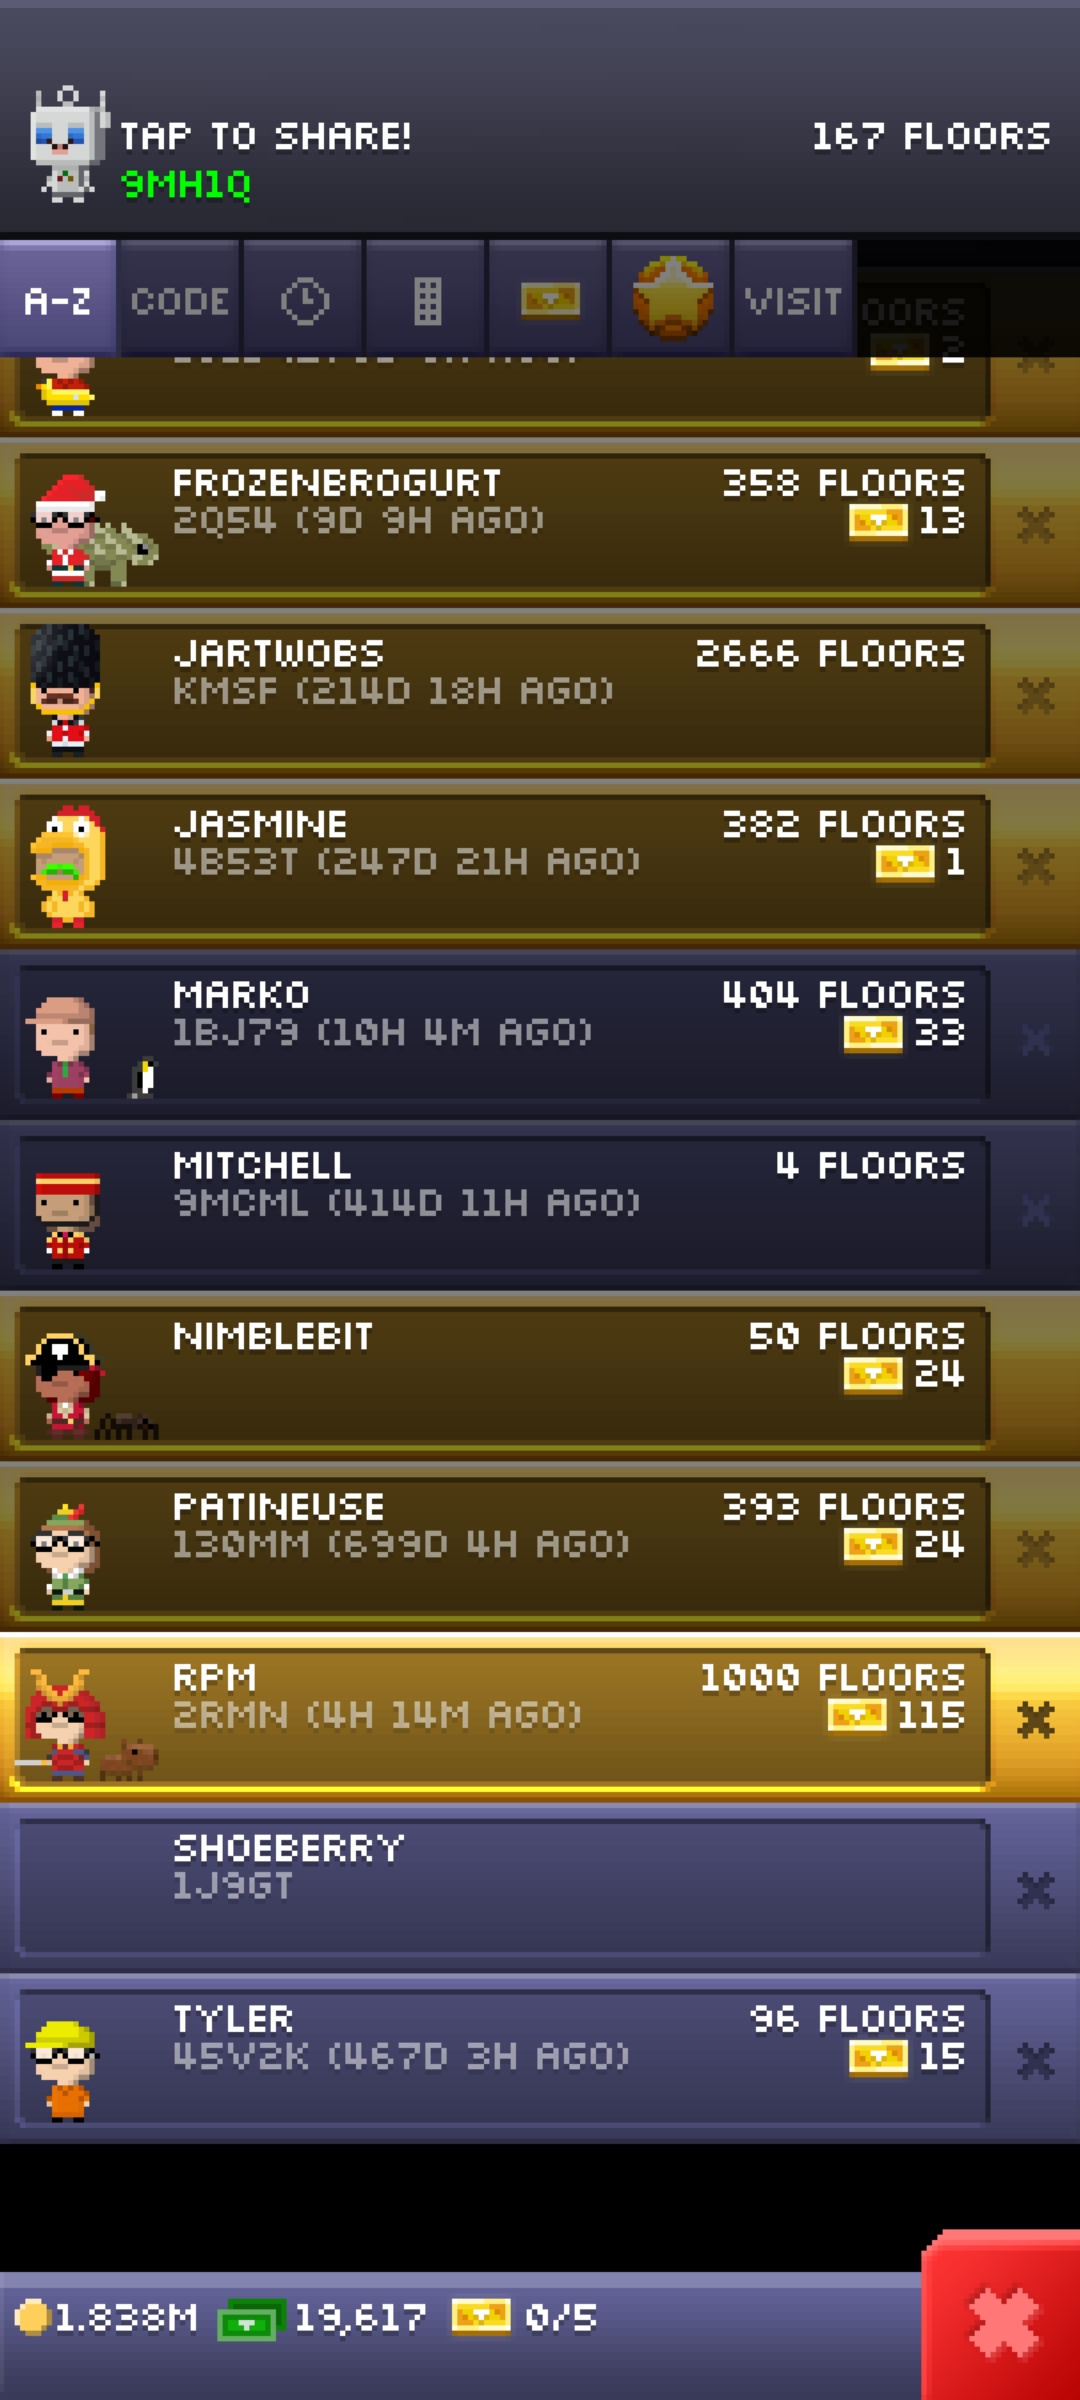 TAP TO SHARE!
167 FLOORS
9MH1Q
A-Z
CODE
VISIT
OORS
2
FROZENBROGURT
358 FLOORS
2Q54 (9D 9H AGO)
13
JARTWOBS
2666 FLOORS
KMSF (214D 18H AGO)
JASMINE
382 FLOORS
4B53T (247D 21H AGO)
1
MARKO
404 FLOORS
1BJ79 (10H 4M AGO)
33
MITCHELL
4 FLOORS
9MCML (414D 11H AGO)
NIMBLEBIT
50 FLOORS
24
PATINEUSE
393 FLOORS
130MM (699D 4H AGO)
24
RPM
1000 FLOORS
2RMN (4H 14M AGO)
115
SHOEBERRY
1J9GT
TYLER
96 FLOORS
45V2K (467D 3H AGO)
15
1.838M
19,617
0/5